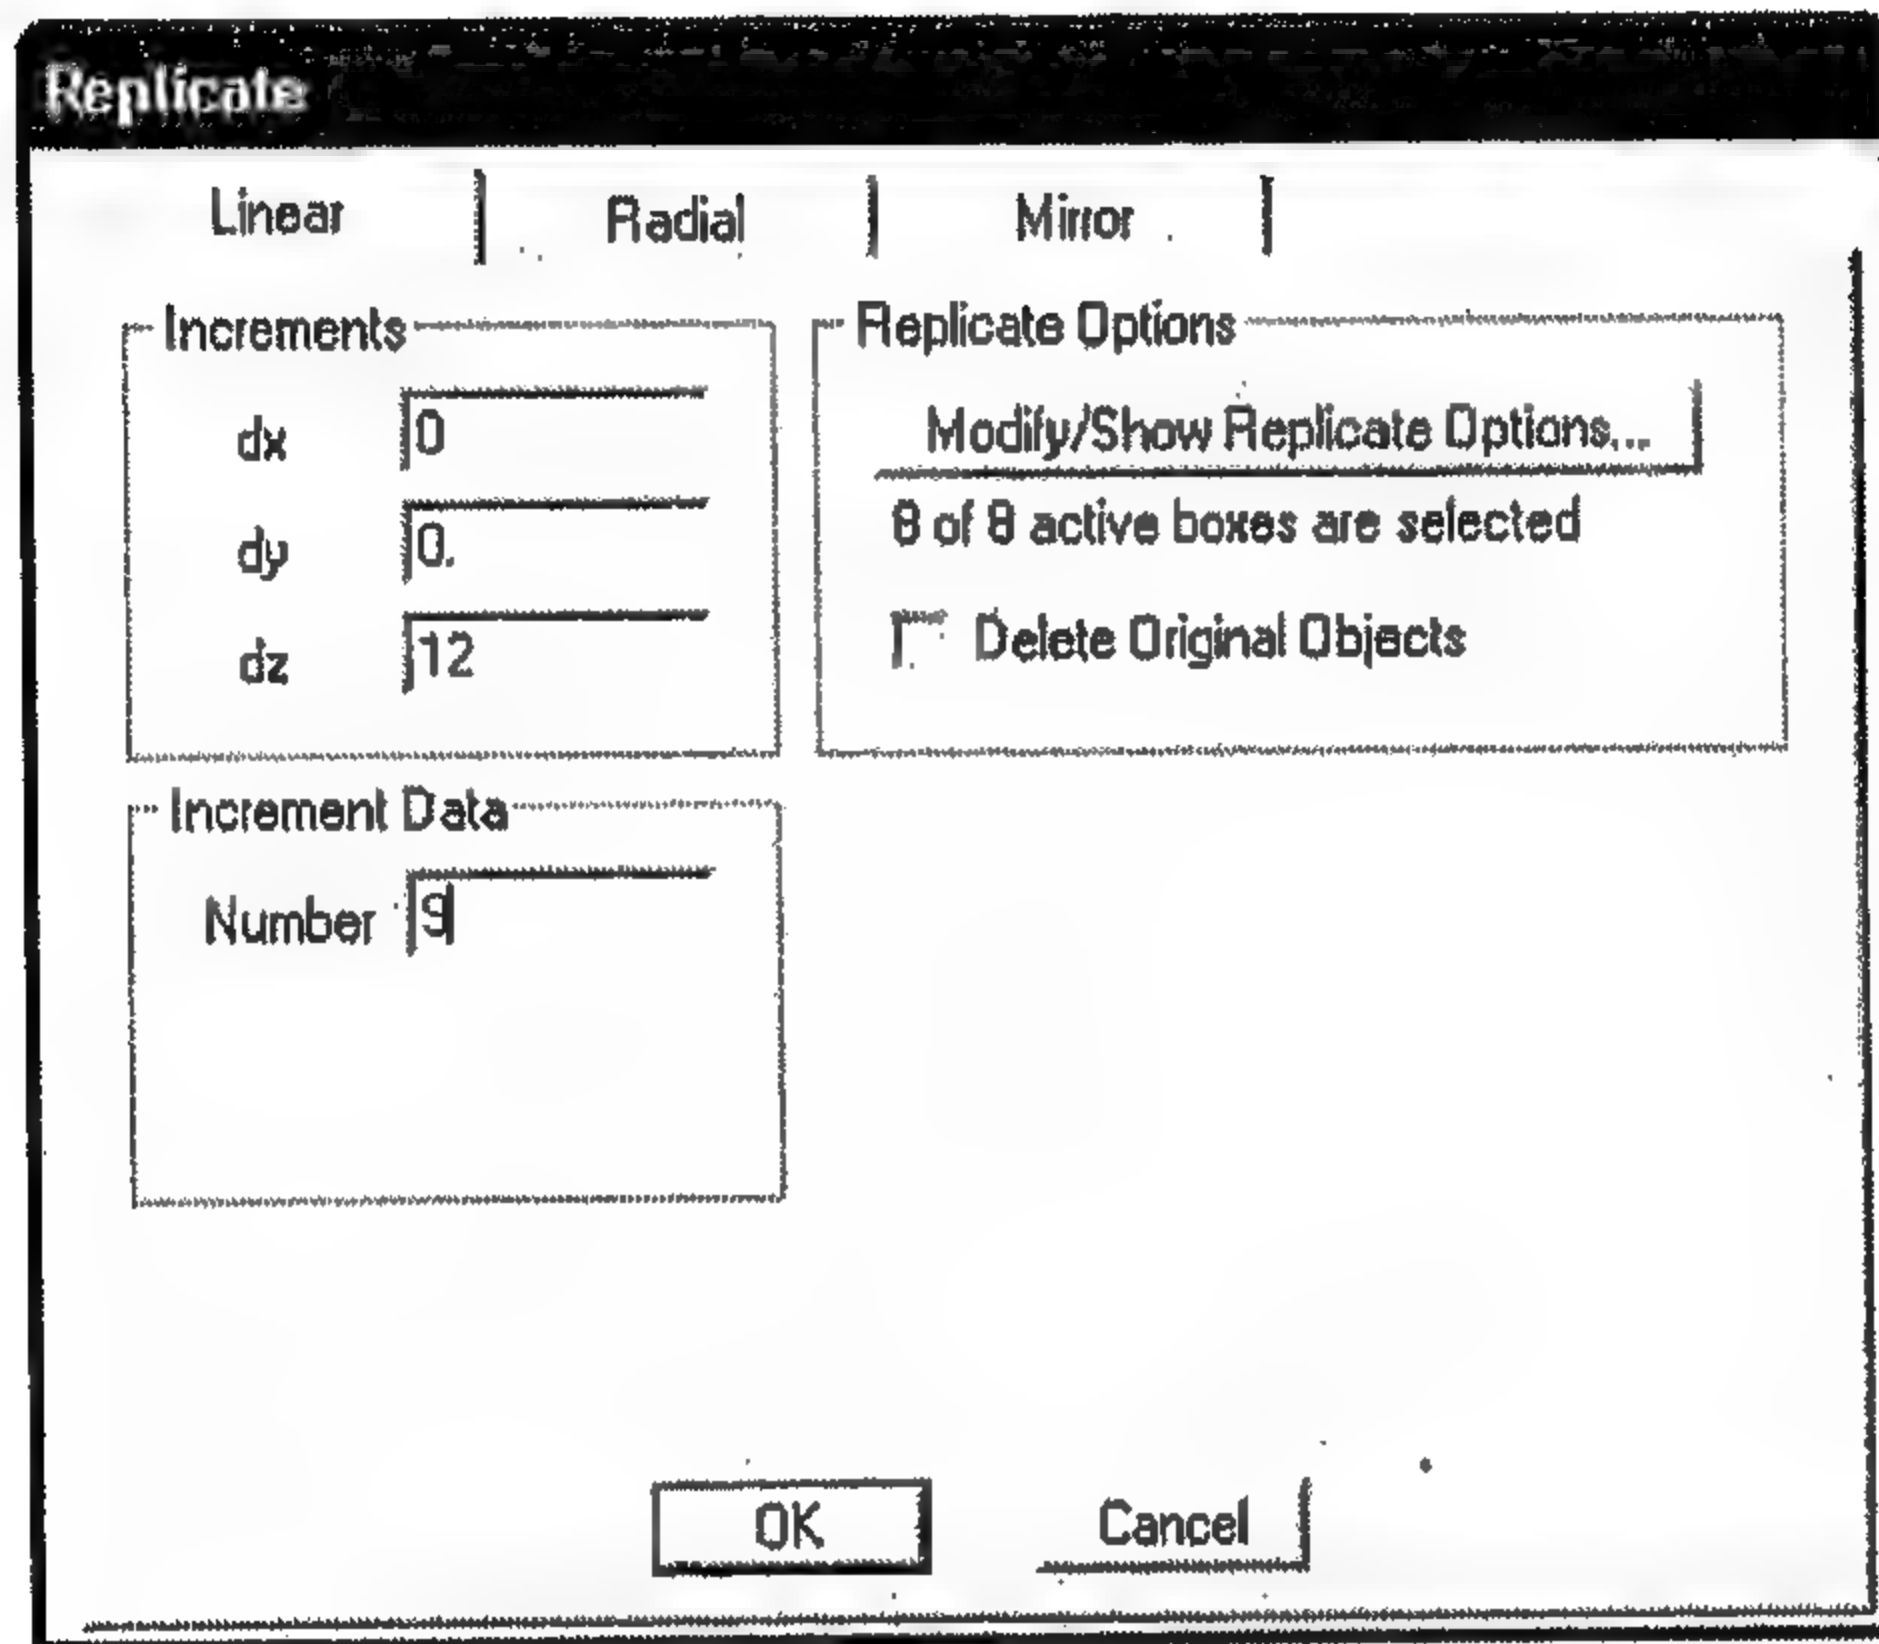 Replicate
Linear Radial Mirror
Increments
dx 0
dy 0.
dz 12
Replicate Options
Modify/Show Replicate Options...
8 of 8 active boxes are selected
Delete Original Objects
Increment Data
Number 9
OK Cancel